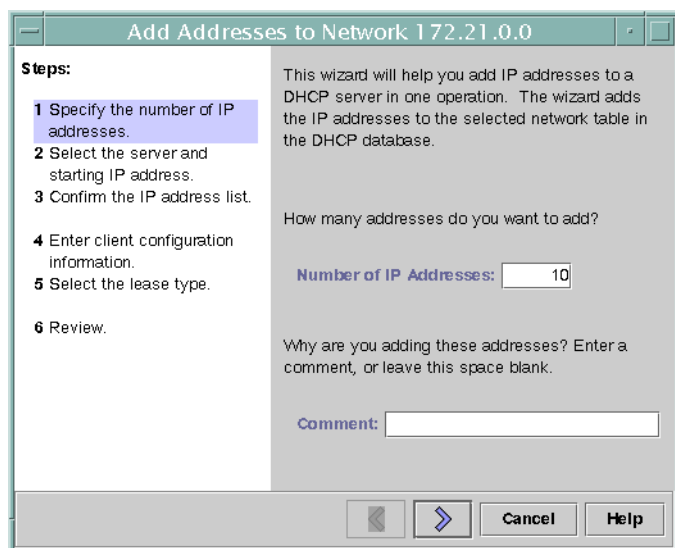 Add Addresses to Network 172.21.0.0
Steps:
1 Specify the number of IP
addresses.
2 Select the server and
starting IP address.
3 Confirm the IP address list.
4 Enter client configuration
information.
5 Select the lease type.
6 Review.
This wizard will help you add IP addresses to a
DHCP server in one operation. The wizard adds
the IP addresses to the selected network table in
the DHCP database.
How many addresses do you want to add?
Number of IP Addresses: 10
Why are you adding these addresses? Enter a
comment, or leave this space blank.
Comment:
Cancel Help